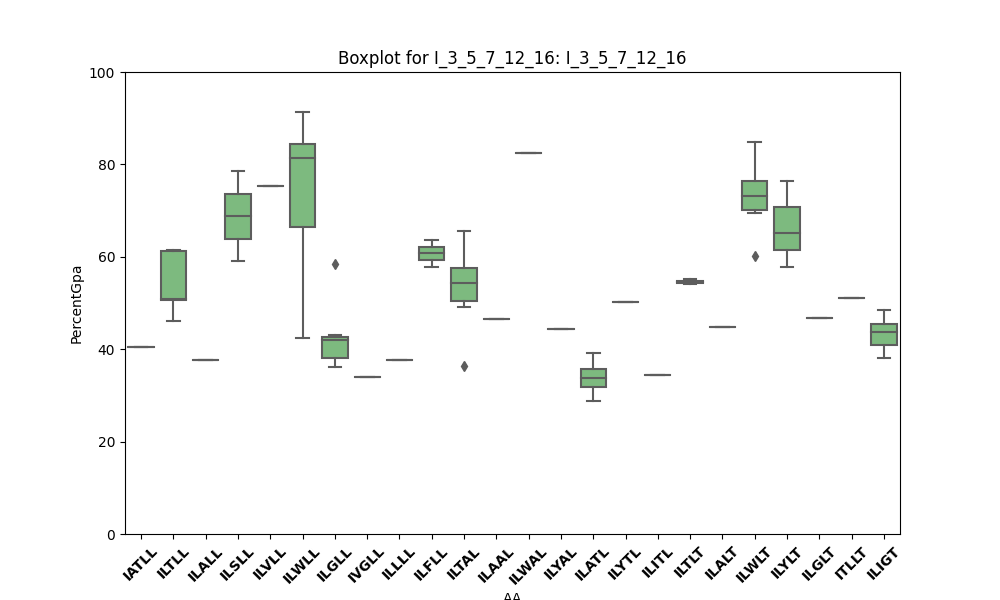 Boxplot for I_3_5_7_12_16: I_3_5_7_12_16
PercentGpa
100
80
60
40
20
0
IATLL ILTLL ILALL ILSLL ILVLL ILWLL ILGLL IVGLL ILLLL ILFLL ILTAL ILAAL ILWAL ILYAL ILATL ILYTL ILITL ILTLT ILALT ILWLT ILYLT ILGLT ITLLT ILIGT
AA